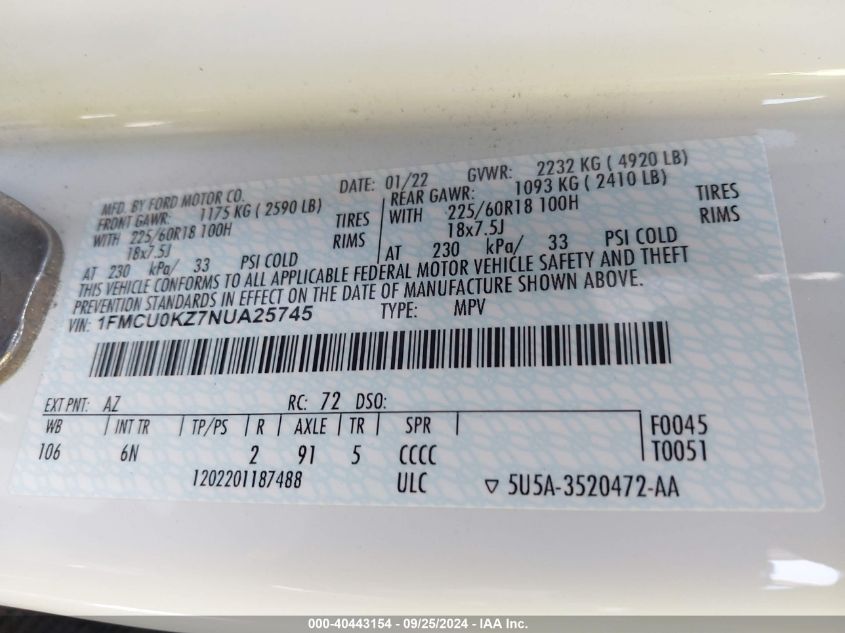 MFD. BY FORD MOTOR CO. DATE: 01/22 GVWR: 2232 KG ( 4920 LB)
FRONT GAWR: 1175 KG ( 2590 LB) REAR GAWR: 1093 KG ( 2410 LB)
WITH 225/60R18 100H TIRES WITH 225/60R18 100H TIRES
18x7.5J RIMS 18x7.5J RIMS
AT 230 kPa/ 33 PSI COLD AT 230 kPa/ 33 PSI COLD
THIS VEHICLE CONFORMS TO ALL APPLICABLE FEDERAL MOTOR VEHICLE SAFETY AND THEFT
PREVENTION STANDARDS IN EFFECT ON THE DATE OF MANUFACTURE SHOWN ABOVE.
VIN: 1FMCU0KZ7NUA25745 TYPE: MPV
EXT PNT: AZ RC: 72 DSO:
WB INT TR TP/PS R AXLE TR SPR F0045
106 6N 2 91 5 CCCC T0051
1202201187488 ULC ▽ 5U5A-3520472-AA
000-40443154 - 09/25/2024 - IAA Inc.